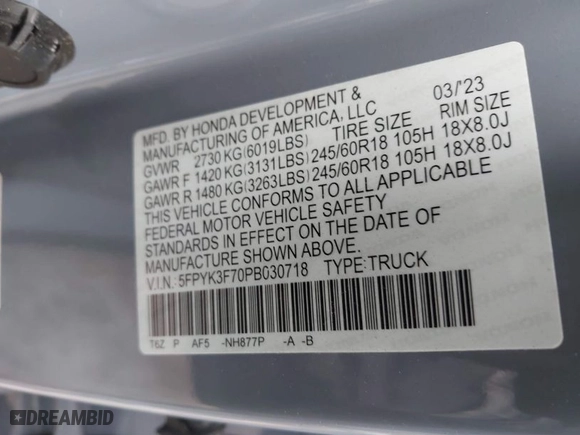 MFD. BY HONDA DEVELOPMENT & 03/'23
MANUFACTURING OF AMERICA, LLC
GVWR 2730 KG(6019LBS) TIRE SIZE RIM SIZE
GAWR F 1420 KG(3131LBS) 245/60R18 105H 18X8.0J
GAWR R 1480 KG(3263LBS) 245/60R18 105H 18X8.0J
THIS VEHICLE CONFORMS TO ALL APPLICABLE
FEDERAL MOTOR VEHICLE SAFETY
STANDARDS IN EFFECT ON THE DATE OF
MANUFACTURE SHOWN ABOVE.
V.I.N.: 5FPYK3F70PB030718 TYPE:TRUCK
T6Z P AF5 -NH877P -A -B
DREAMBID